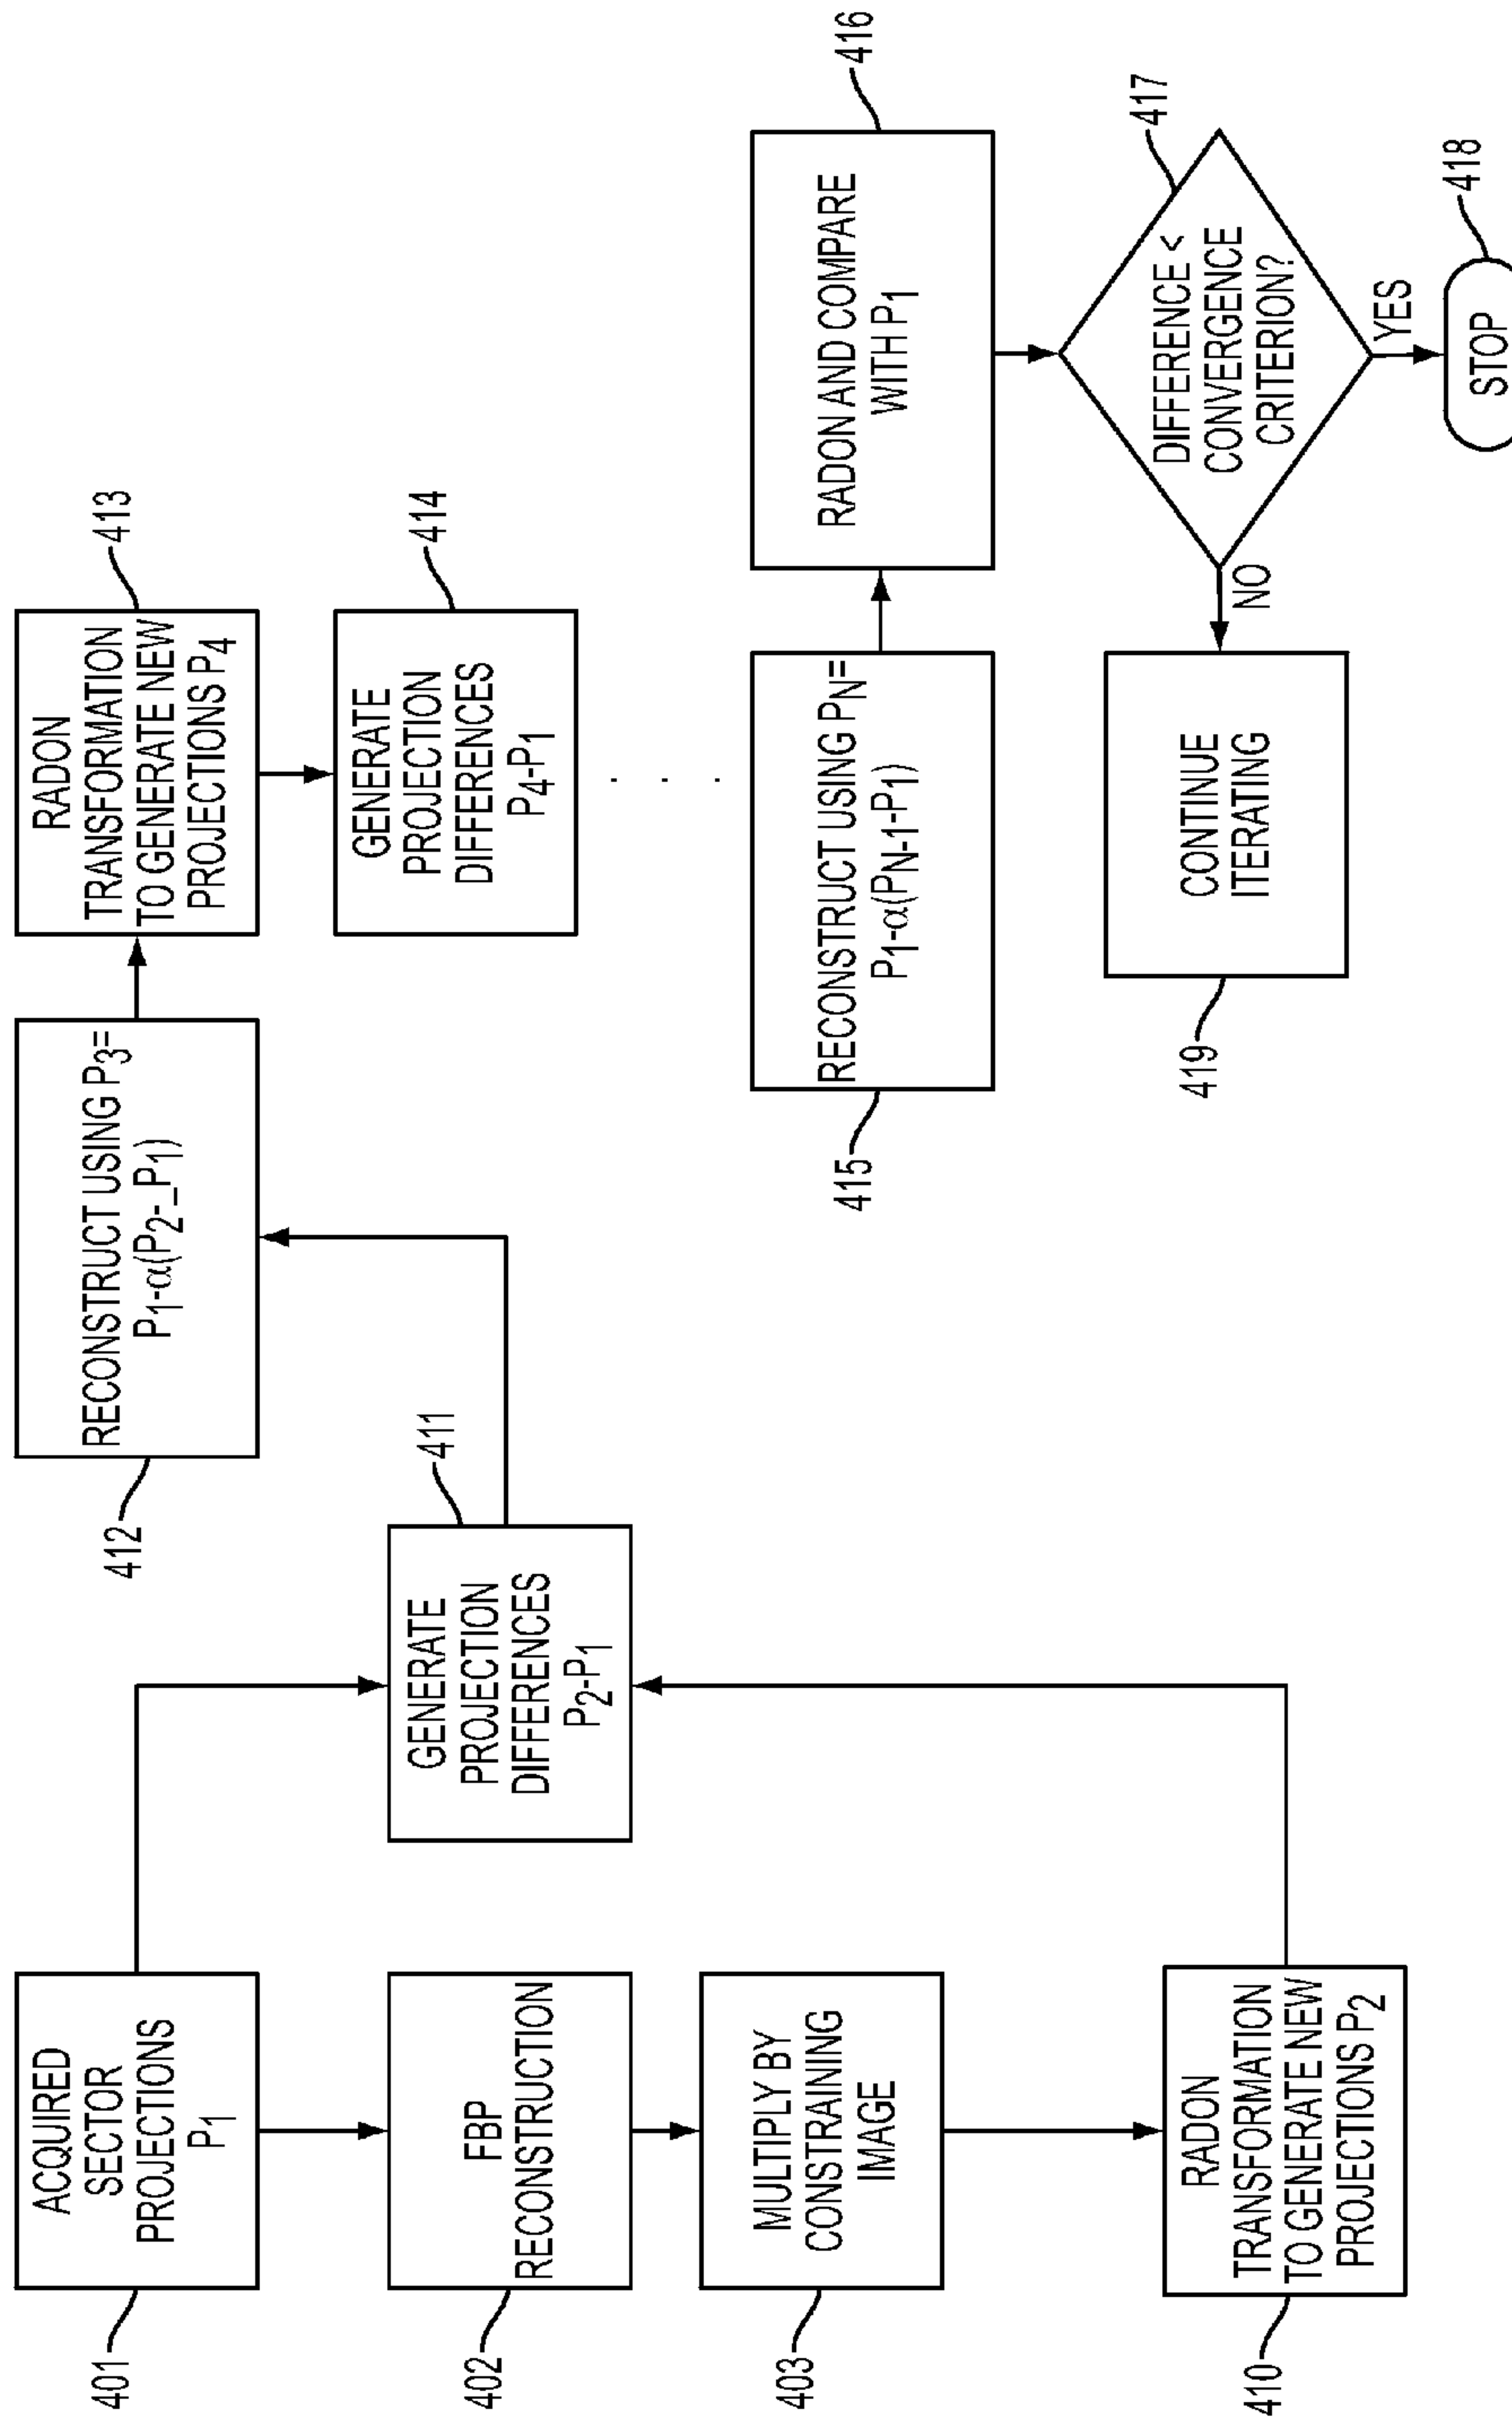 401
ACQUIRED
SECTOR
PROJECTIONS
P1
402
FBP
RECONSTRUCTION
403
MULTIPLY BY
CONSTRAINING
IMAGE
410
RADON
TRANSFORMATION
TO GENERATE NEW
PROJECTIONS P2
411
GENERATE
PROJECTION
DIFFERENCES
P2-P1
412
RECONSTRUCT USING P3=
P1-α(P2-_P1)
413
RADON
TRANSFORMATION
TO GENERATE NEW
PROJECTIONS P4
414
GENERATE
PROJECTION
DIFFERENCES
P4-P1
. . .
415
RECONSTRUCT USING PN=
P1-α(PN-1-P1)
416
RADON AND COMPARE
WITH P1
417
DIFFERENCE <
CONVERGENCE
CRITERION?
NO
YES
419
CONTINUE
ITERATING
418
STOP